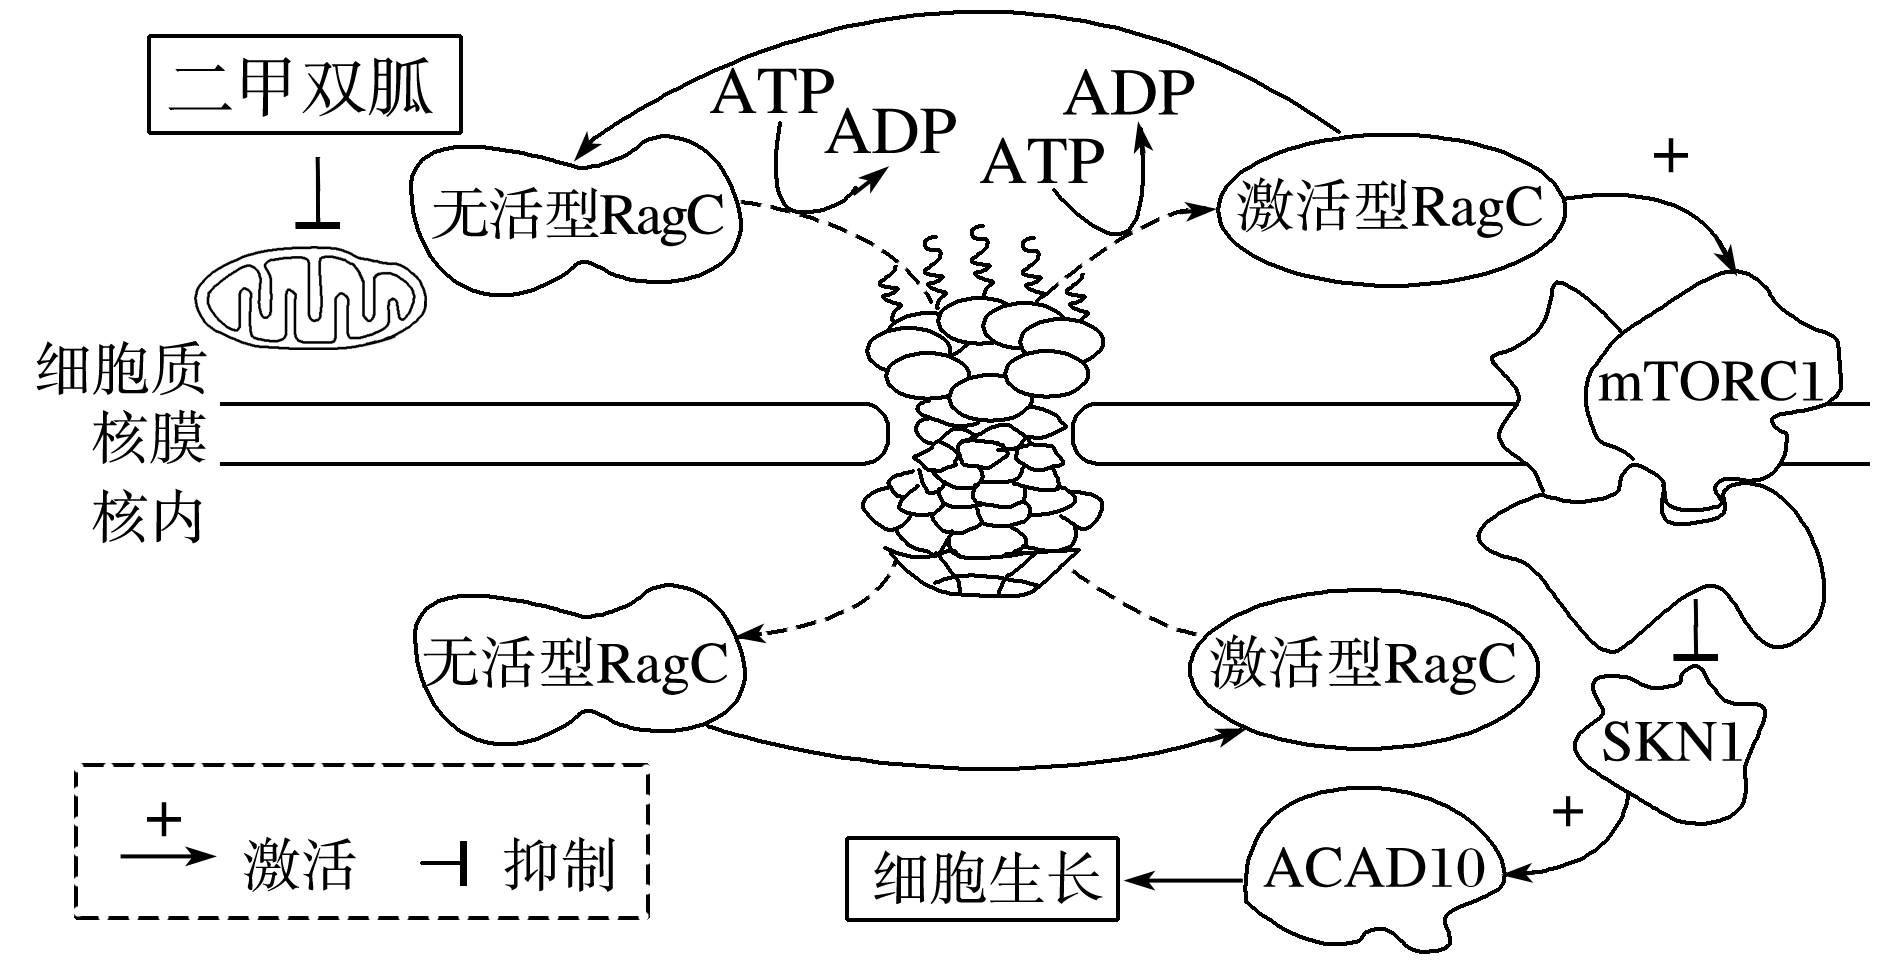 二甲双胍
ATP
ADP
ATP
ADP
+
无活型RagC
激活型RagC
细胞质
核膜
核内
mTORC1
无活型RagC
激活型RagC
SKN1
+
ACAD10
细胞生长
+
激活
抑制